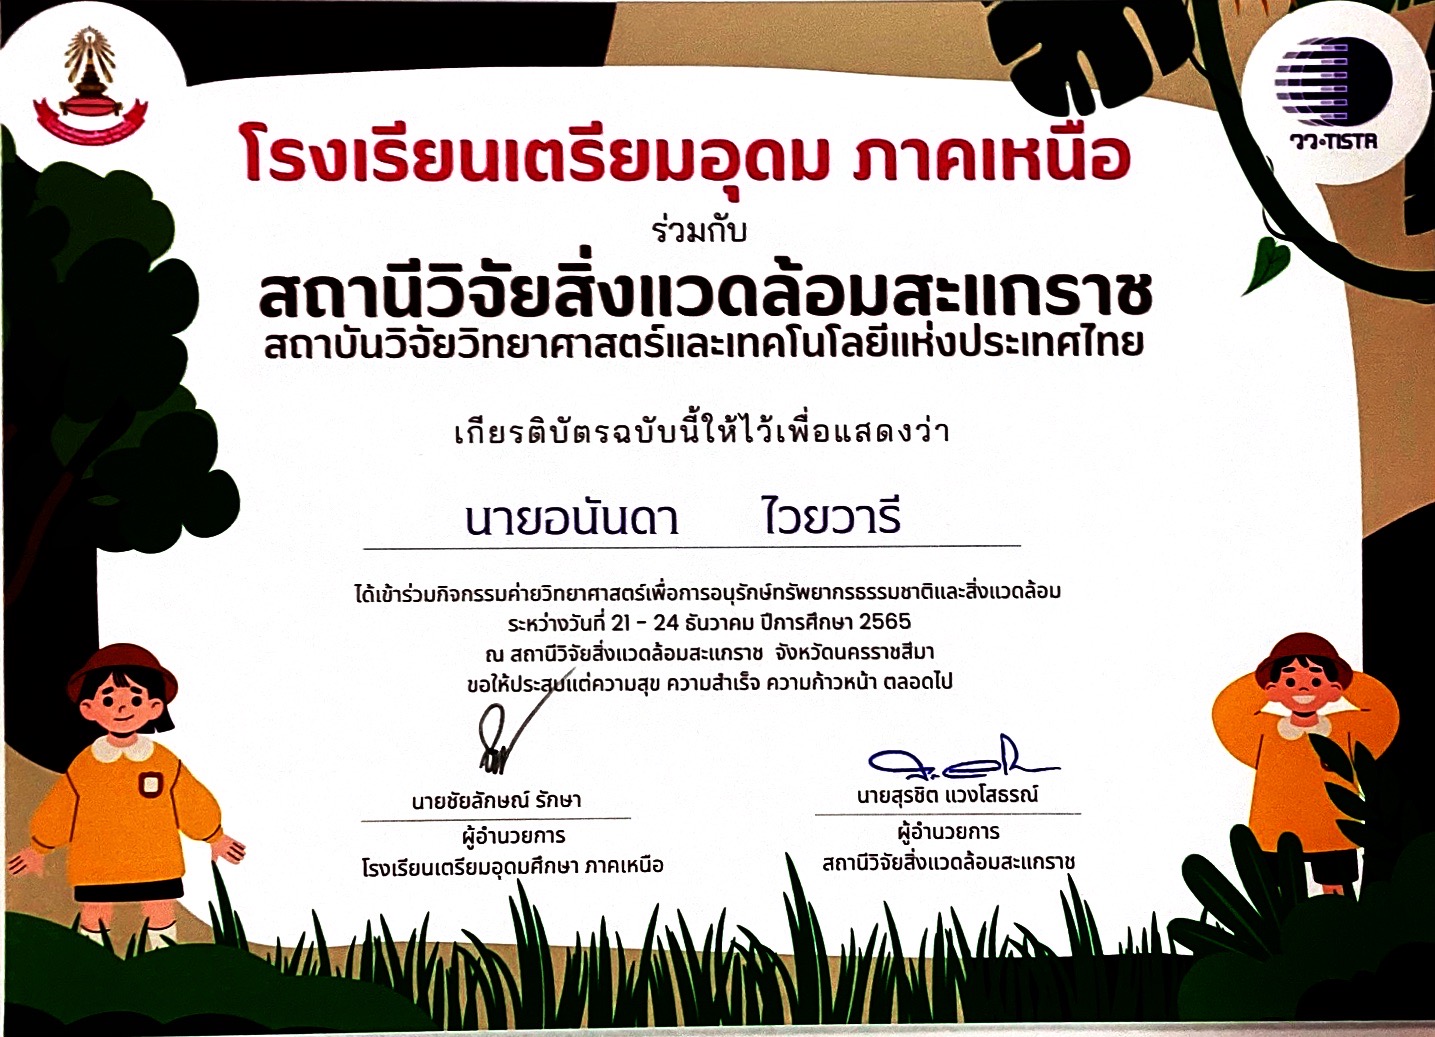 วว•TISTR
โรงเรียนเตรียมอุดม ภาคเหนือ
ร่วมกับ
สถานีวิจัยสิ่งแวดล้อมสะแกราช
สถาบันวิจัยวิทยาศาสตร์และเทคโนโลยีแห่งประเทศไทย
เกียรติบัตรฉบับนี้ให้ไว้เพื่อแสดงว่า
นายอนันดา ไวยวารี
ได้เข้าร่วมกิจกรรมค่ายวิทยาศาสตร์เพื่อการอนุรักษ์ทรัพยากรธรรมชาติและสิ่งแวดล้อม
ระหว่างวันที่ 21 - 24 ธันวาคม ปีการศึกษา 2565
ณ สถานีวิจัยสิ่งแวดล้อมสะแกราช จังหวัดนครราชสีมา
ขอให้ประสบแต่ความสุข ความสำเร็จ ความก้าวหน้า ตลอดไป
นายชัยลักษณ์ รักษา
ผู้อำนวยการ
โรงเรียนเตรียมอุดมศึกษา ภาคเหนือ
นายสุรชิต แวงโสธรณ์
ผู้อำนวยการ
สถานีวิจัยสิ่งแวดล้อมสะแกราช